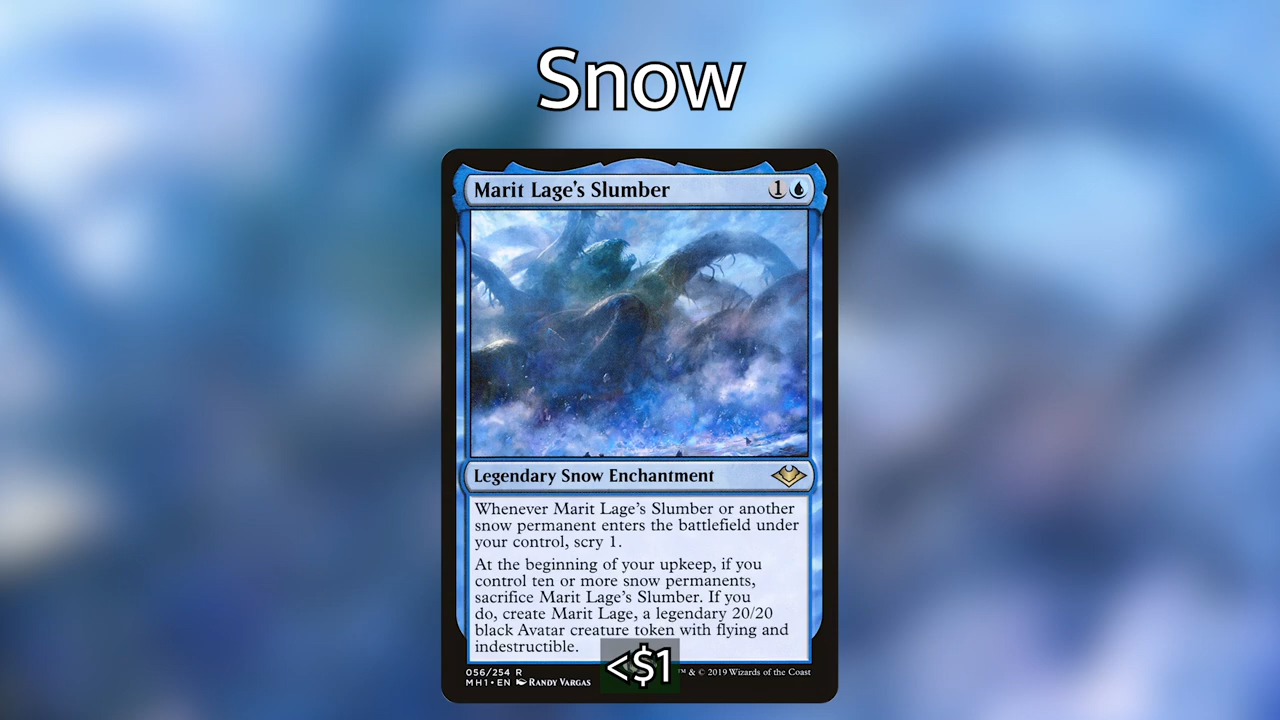 Snow
Marit Lage's Slumber 1
Legendary Snow Enchantment
Whenever Marit Lage's Slumber or another
snow permanent enters the battlefield under
your control, scry 1.
At the beginning of your upkeep, if you
control ten or more snow permanents,
sacrifice Marit Lage's Slumber. If you
do, create Marit Lage, a legendary 20/20
black Avatar creature token with flying and
indestructible.
<$1
056/254 R
MH1 • EN RANDY VARGAS
™ & © 2019 Wizards of the Coast